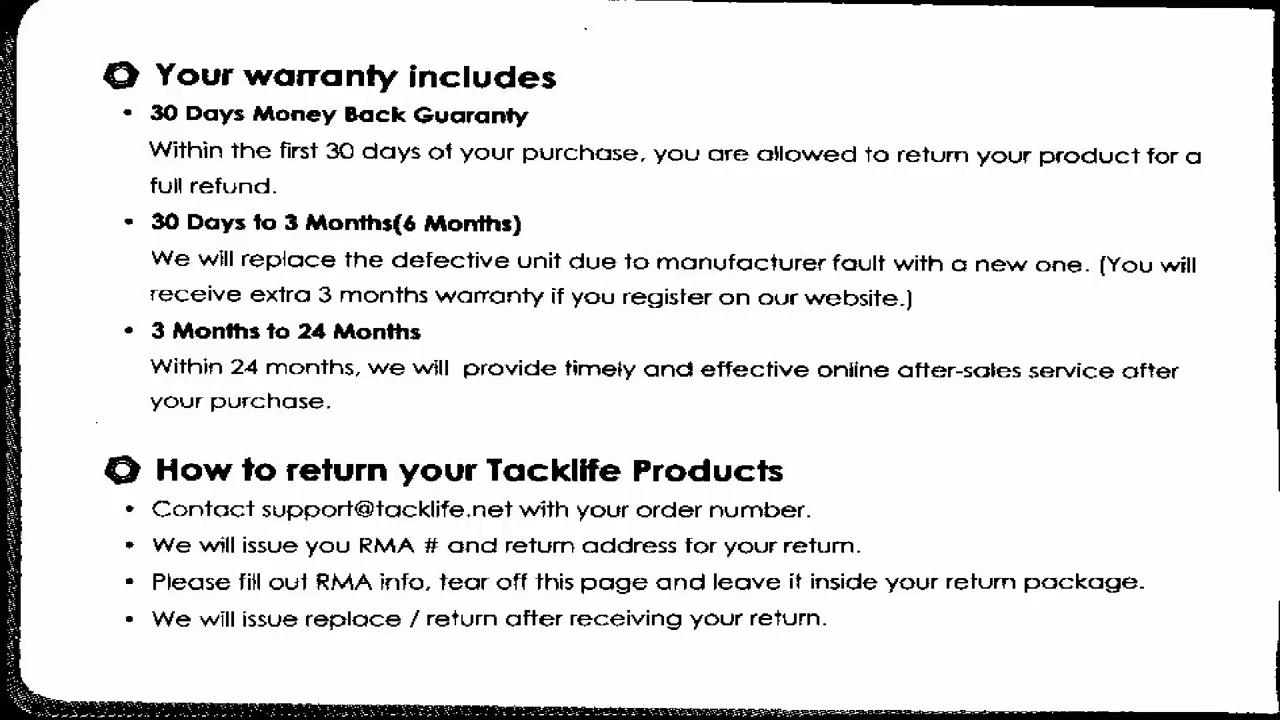 Your warranty includes
• 30 Days Money Back Guaranty
Within the first 30 days of your purchase, you are allowed to return your product for a
full refund.
• 30 Days to 3 Months(6 Months)
We will replace the defective unit due to manufacturer fault with a new one. (You will
receive extra 3 months warranty if you register on our website.)
• 3 Months to 24 Months
Within 24 months, we will provide timely and effective online after-sales service after
your purchase.
How to return your Tacklife Products
• Contact support@tacklife.net with your order number.
• We will issue you RMA # and return address for your return.
• Please fill out RMA info, tear off this page and leave it inside your return package.
• We will issue replace / return after receiving your return.